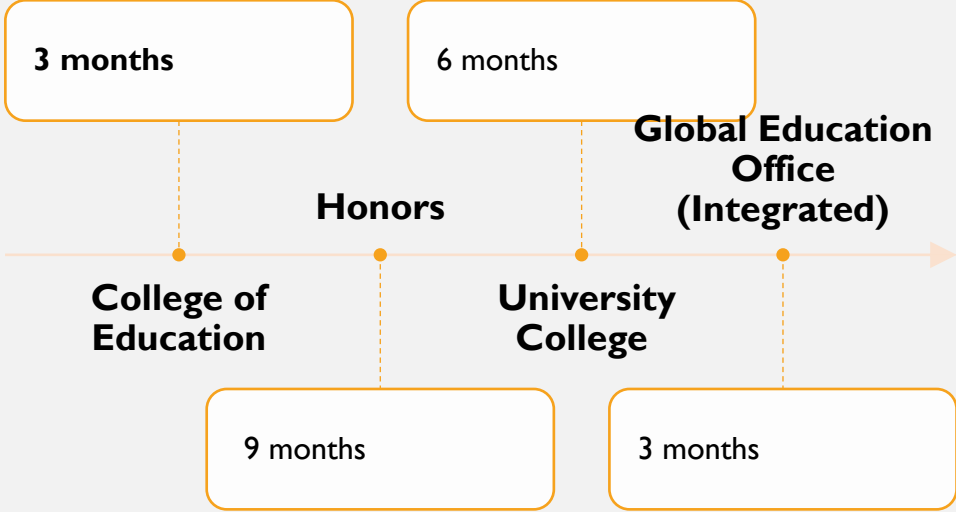 3 months
6 months
Global Education
Office
(Integrated)
Honors
College of
Education
University
College
9 months
3 months